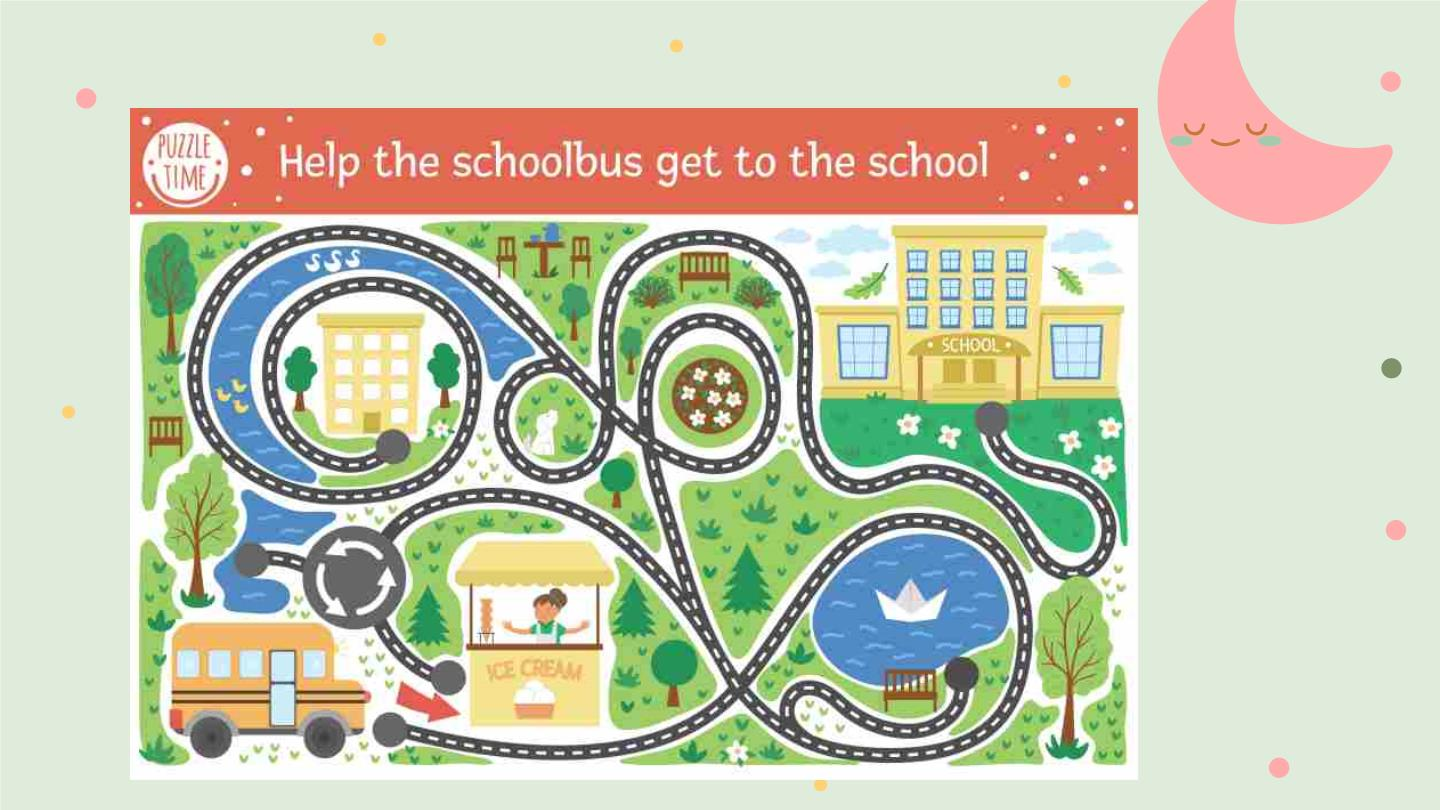 PUZZLE
TIME
Help the schoolbus get to the school
SCHOOL
ICE CREAM